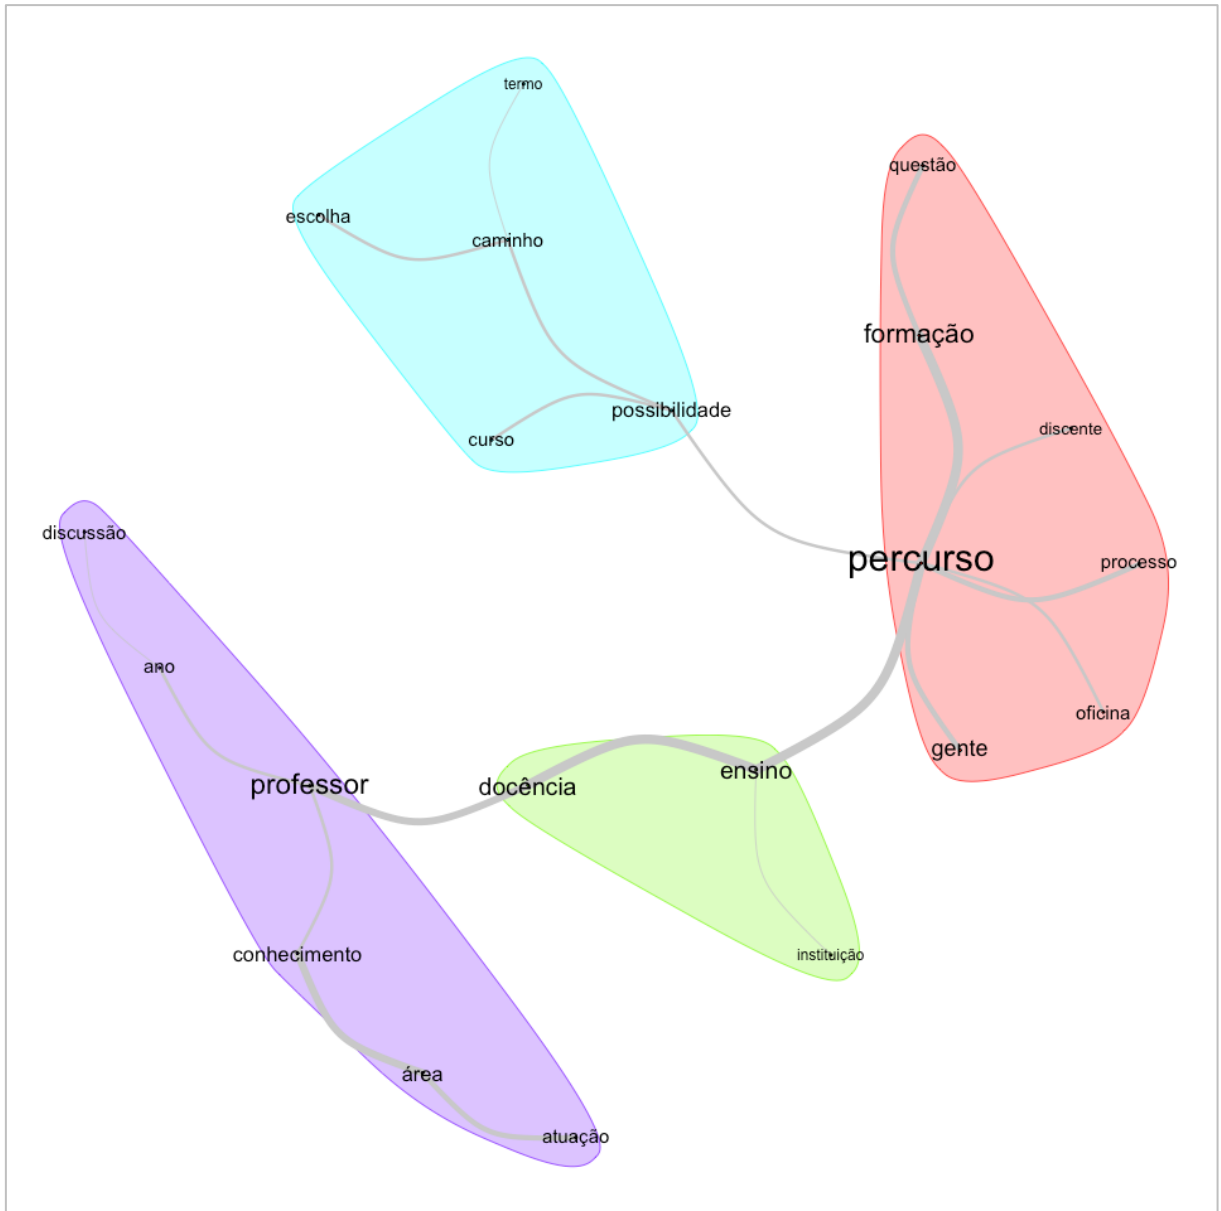 termo
questão
escolha
caminho
formação
possibilidade
discente
curso
discussão
percurso
processo
ano
oficina
gente
ensino
professor
docência
conhecimento
instituição
área
atuação